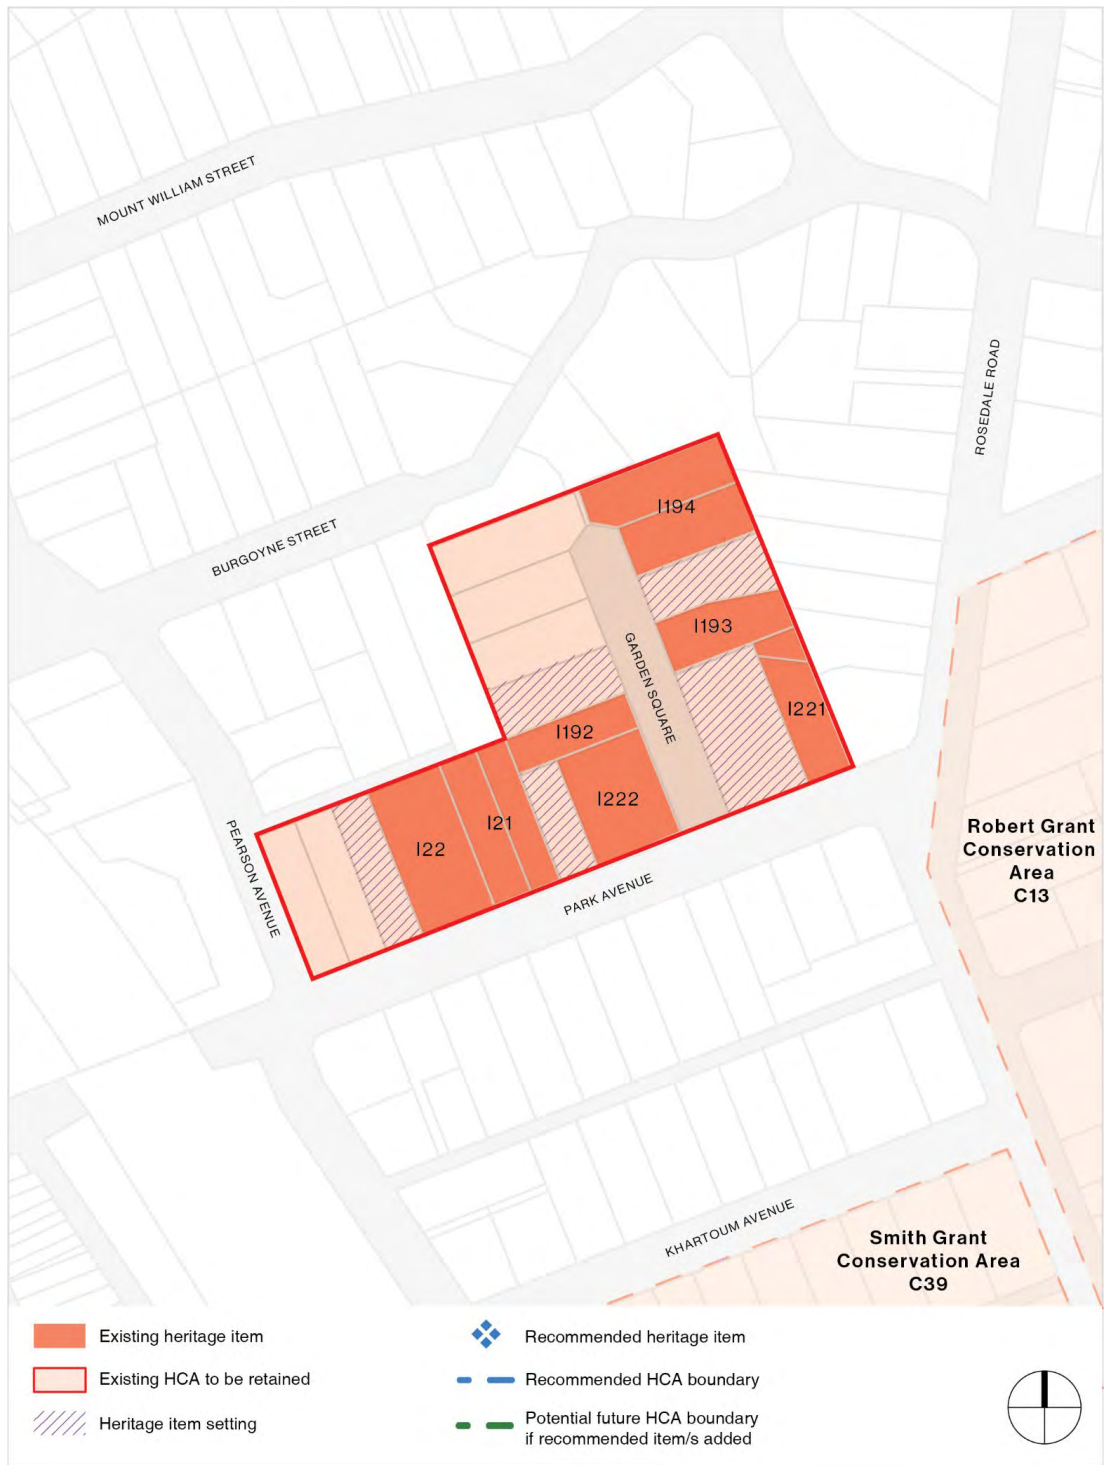 MOUNT WILLIAM STREET
ROSEDALE ROAD
BURGOYNE STREET
I194
I193
GARDEN SQUARE
I221
I192
I222
I21
I22
PEARSON AVENUE
PARK AVENUE
Robert Grant
Conservation
Area
C13
KHARTOUM AVENUE
Smith Grant
Conservation Area
C39
Existing heritage item
Existing HCA to be retained
Heritage item setting
Recommended heritage item
Recommended HCA boundary
Potential future HCA boundary
if recommended item/s added